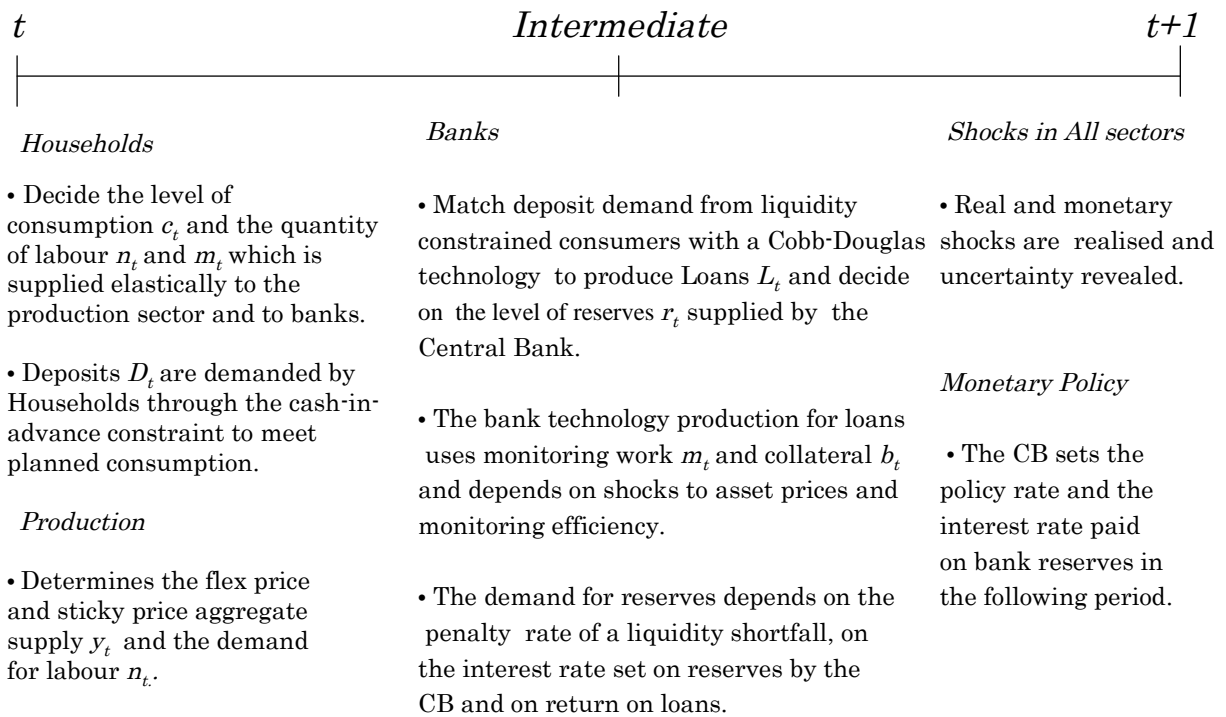 t Intermediate t+1
Households
• Decide the level of
consumption c_t and the quantity
of labour n_t and m_t which is
supplied elastically to the
production sector and to banks.
• Deposits D_t are demanded by
Households through the cash-in-
advance constraint to meet
planned consumption.
Production
• Determines the flex price
and sticky price aggregate
supply y_t and the demand
for labour n_t.
Banks
• Match deposit demand from liquidity
constrained consumers with a Cobb-Douglas
technology to produce Loans L_t and decide
on the level of reserves r_t supplied by the
Central Bank.
• The bank technology production for loans
uses monitoring work m_t and collateral b_t
and depends on shocks to asset prices and
monitoring efficiency.
• The demand for reserves depends on the
penalty rate of a liquidity shortfall, on
the interest rate set on reserves by the
CB and on return on loans.
Shocks in All sectors
• Real and monetary
shocks are realised and
uncertainty revealed.
Monetary Policy
• The CB sets the
policy rate and the
interest rate paid
on bank reserves in
the following period.